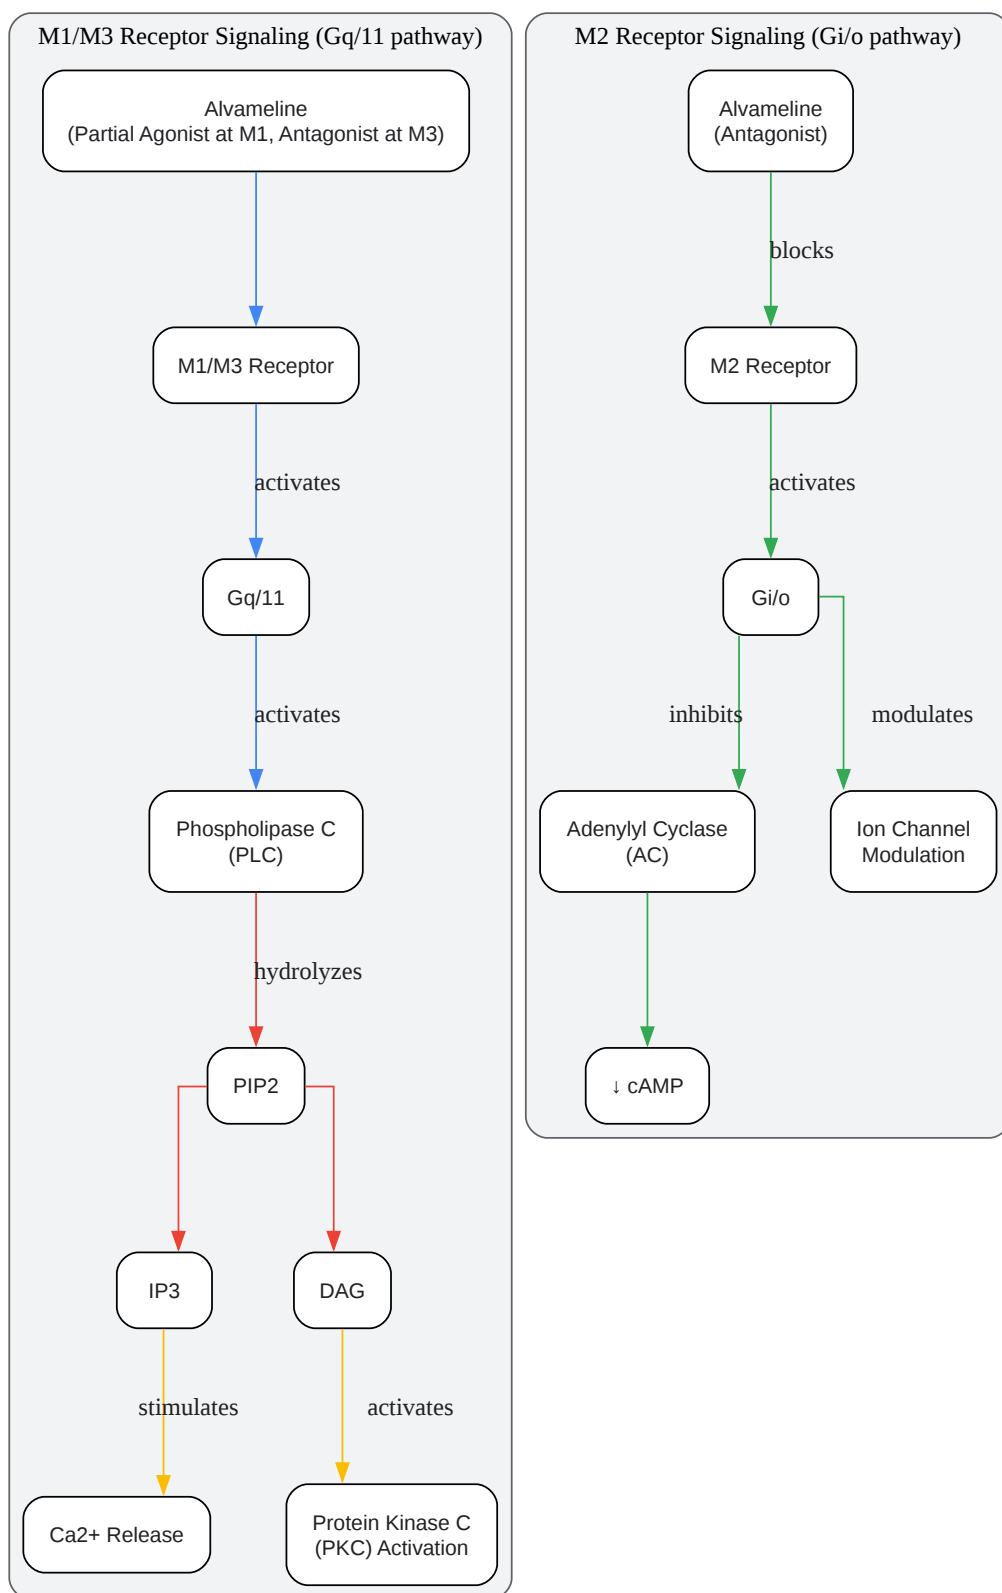 M1/M3 Receptor Signaling (Gq/11 pathway)
Alvameline
(Partial Agonist at M1, Antagonist at M3)
M1/M3 Receptor
activates
Gq/11
activates
Phospholipase C
(PLC)
hydrolyzes
PIP2
IP3
DAG
stimulates
activates
Ca2+ Release
Protein Kinase C
(PKC) Activation
M2 Receptor Signaling (Gi/o pathway)
Alvameline
(Antagonist)
blocks
M2 Receptor
activates
Gi/o
inhibits
modulates
Adenylyl Cyclase
(AC)
Ion Channel
Modulation
↓ cAMP